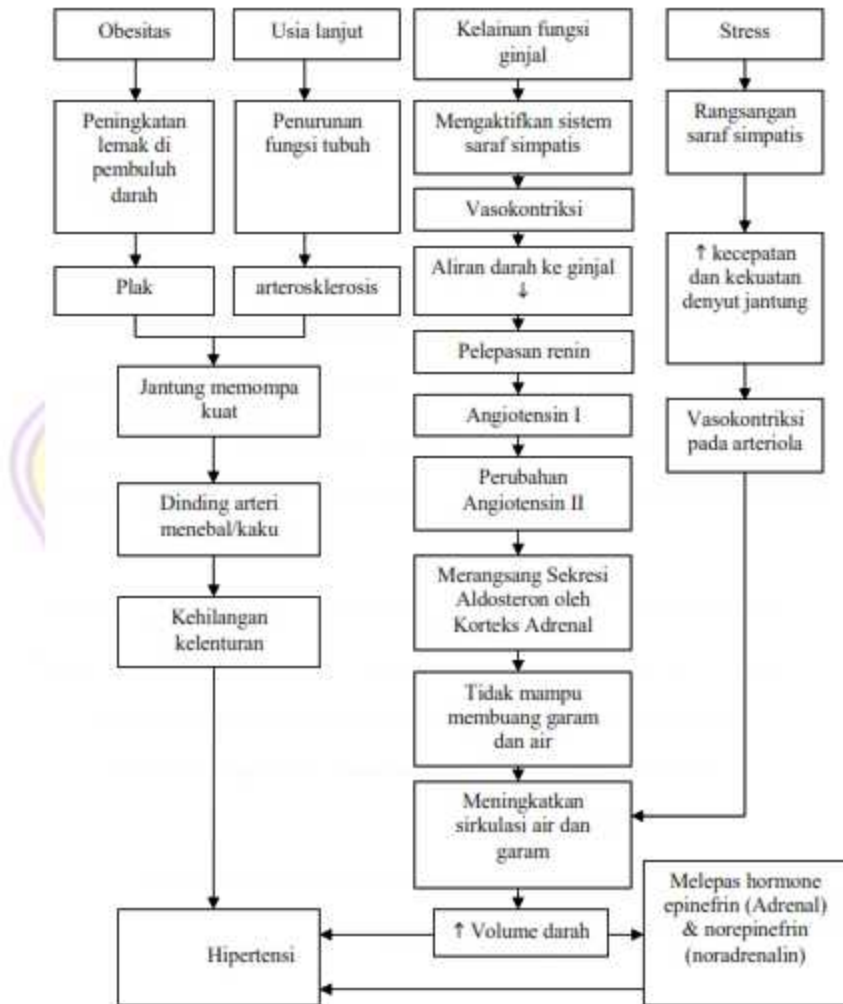 Obesitas
Usia lanjut
Kelainan fungsi
ginjal
Stress
Peningkatan
lemak di
pembuluh
darah
Penurunan
fungsi tubuh
Mengaktifkan sistem
saraf simpatis
Rangsangan
saraf simpatis
Vasokontriksi
Plak
arterosklerosis
Aliran darah ke ginjal
↓
↑ kecepatan
dan kekuatan
denyut jantung
Pelepasan renin
Jantung memompa
kuat
Angiotensin I
Vasokontriksi
pada arteriola
Perubahan
Angiotensin II
Dinding arteri
menebal/kaku
Merangsang Sekresi
Aldosteron oleh
Korteks Adrenal
Kehilangan
kelenturan
Tidak mampu
membuang garam
dan air
Meningkatkan
sirkulasi air dan
garam
Hipertensi
↑ Volume darah
Melepas hormone
epinefrin (Adrenal)
& norepinefrin
(noradrenalin)